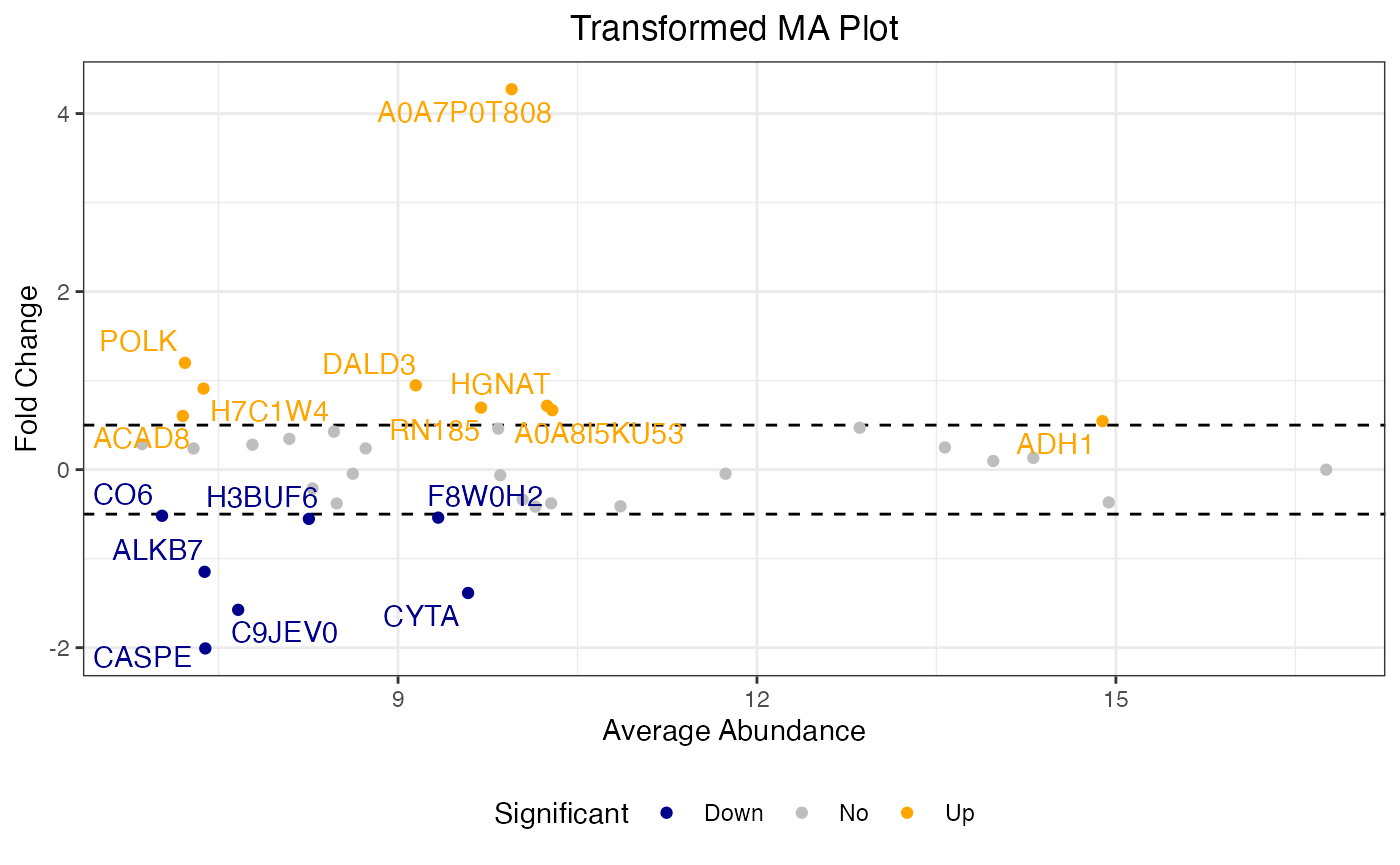 Transformed MA Plot
A0A7P0T808
4
2
POLK
DALD3
HGNAT
H7C1W4
RN185
A0A8I5KU53
ACAD8
ADH1
Fold Change
0
CO6
H3BUF6
F8W0H2
ALKB7
CYTA
C9JEV0
CASPE
-2
9
12
15
Average Abundance
Significant Down No Up